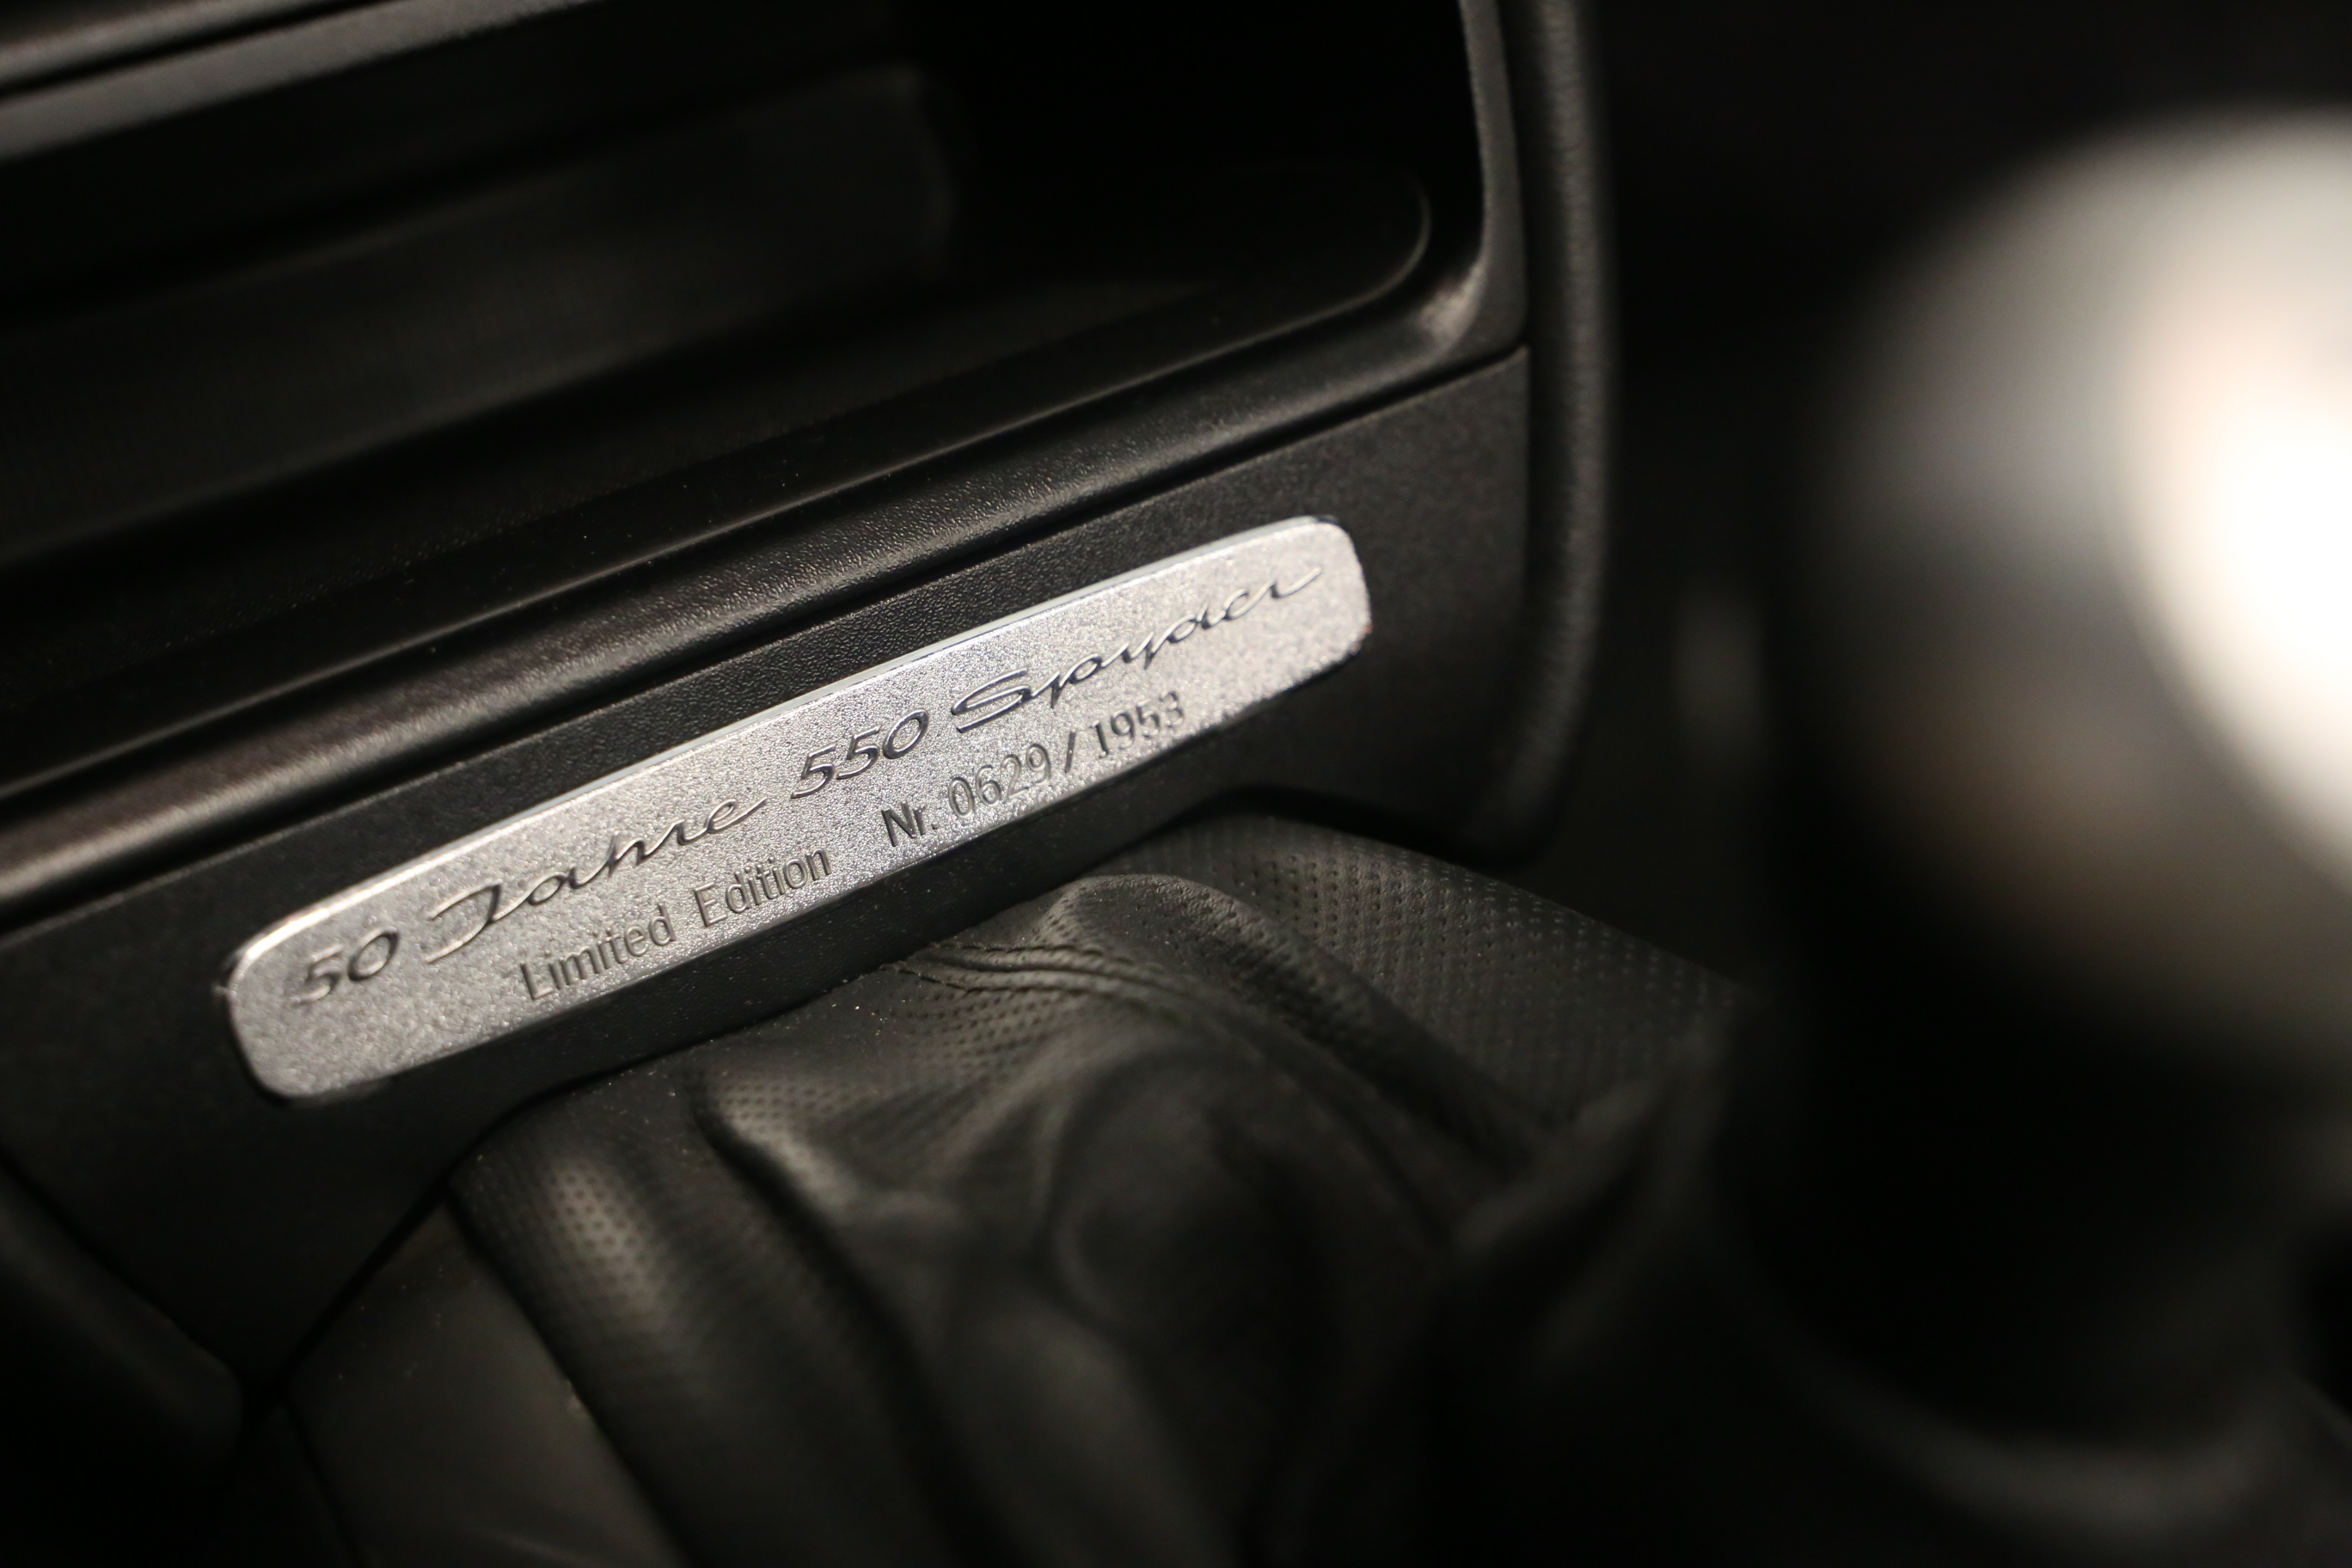 50 Jahre 550 Spyder
Limited Edition Nr. 0629/1953